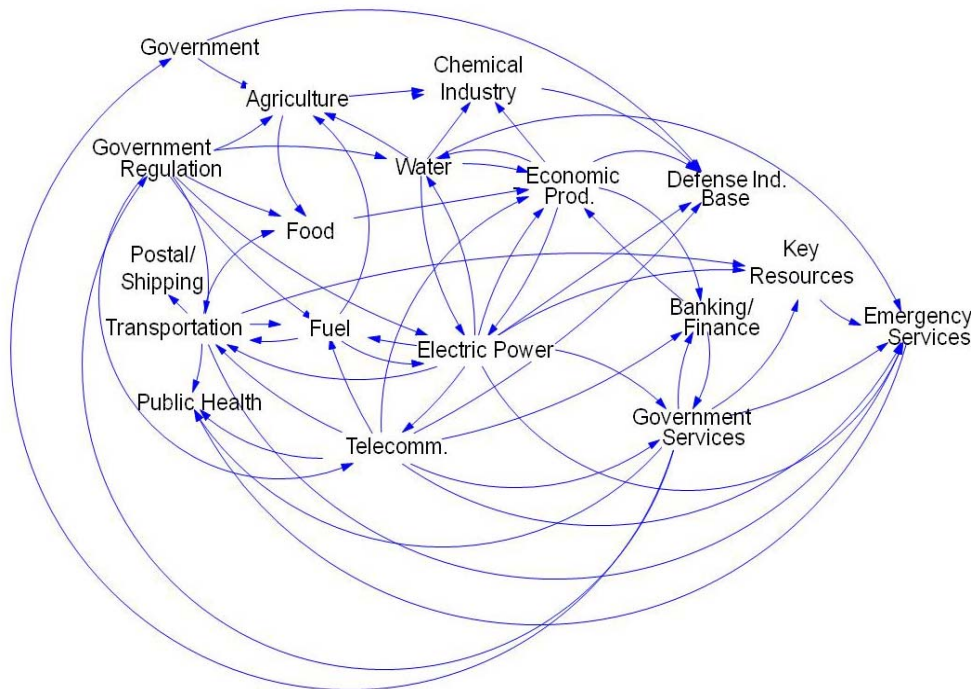 Government
Chemical
Industry
Agriculture
Government
Regulation
Water
Economic
Prod.
Defense Ind.
Base
Food
Postal/
Shipping
Key
Resources
Transportation
Fuel
Electric Power
Banking/
Finance
Emergency
Services
Public Health
Telecomm.
Government
Services